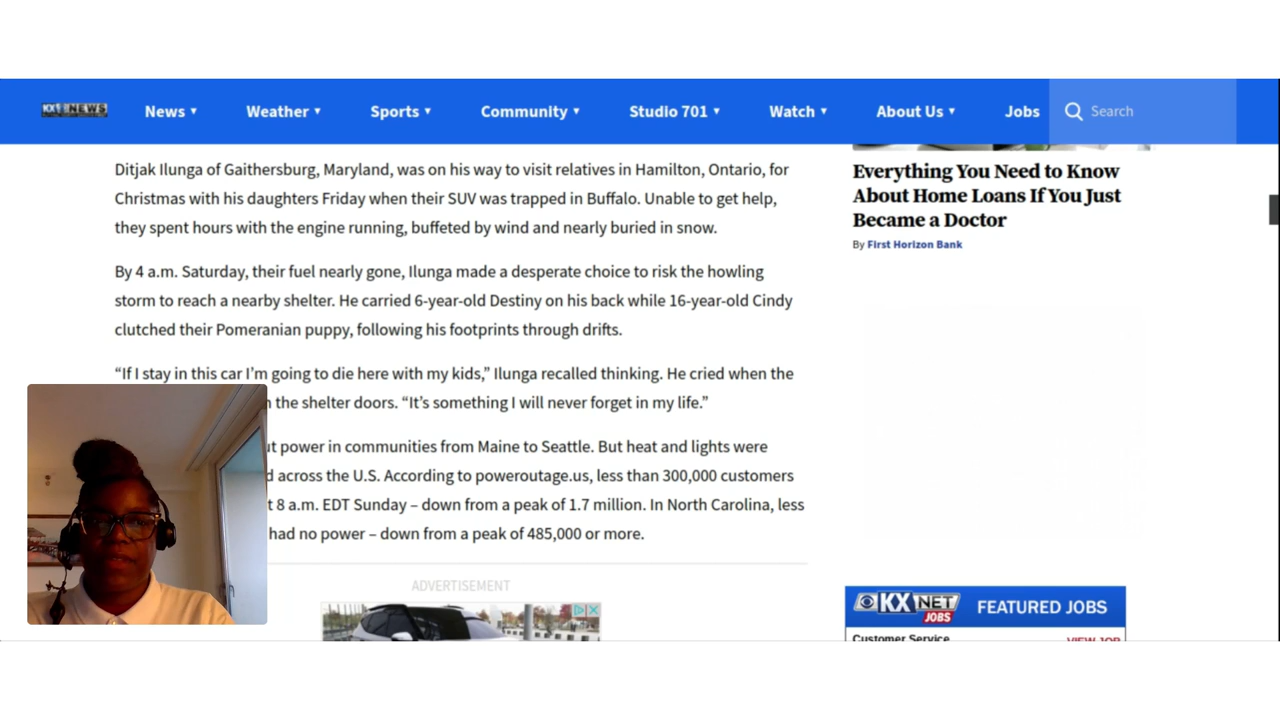 KX NEWS
News ▾ Weather ▾ Sports ▾ Community ▾ Studio 701 ▾ Watch ▾ About Us ▾ Jobs Search
Ditjak Ilunga of Gaithersburg, Maryland, was on his way to visit relatives in Hamilton, Ontario, for
Christmas with his daughters Friday when their SUV was trapped in Buffalo. Unable to get help,
they spent hours with the engine running, buffeted by wind and nearly buried in snow.
By 4 a.m. Saturday, their fuel nearly gone, Ilunga made a desperate choice to risk the howling
storm to reach a nearby shelter. He carried 6-year-old Destiny on his back while 16-year-old Cindy
clutched their Pomeranian puppy, following his footprints through drifts.
“If I stay in this car I’m going to die here with my kids,” Ilunga recalled thinking. He cried when the
the shelter doors. “It’s something I will never forget in my life.”
power in communities from Maine to Seattle. But heat and lights were
across the U.S. According to poweroutage.us, less than 300,000 customers
8 a.m. EDT Sunday – down from a peak of 1.7 million. In North Carolina, less
had no power – down from a peak of 485,000 or more.
ADVERTISEMENT
Everything You Need to Know
About Home Loans If You Just
Became a Doctor
By First Horizon Bank
KX NET JOBS FEATURED JOBS
Customer Service
VIEW JOB